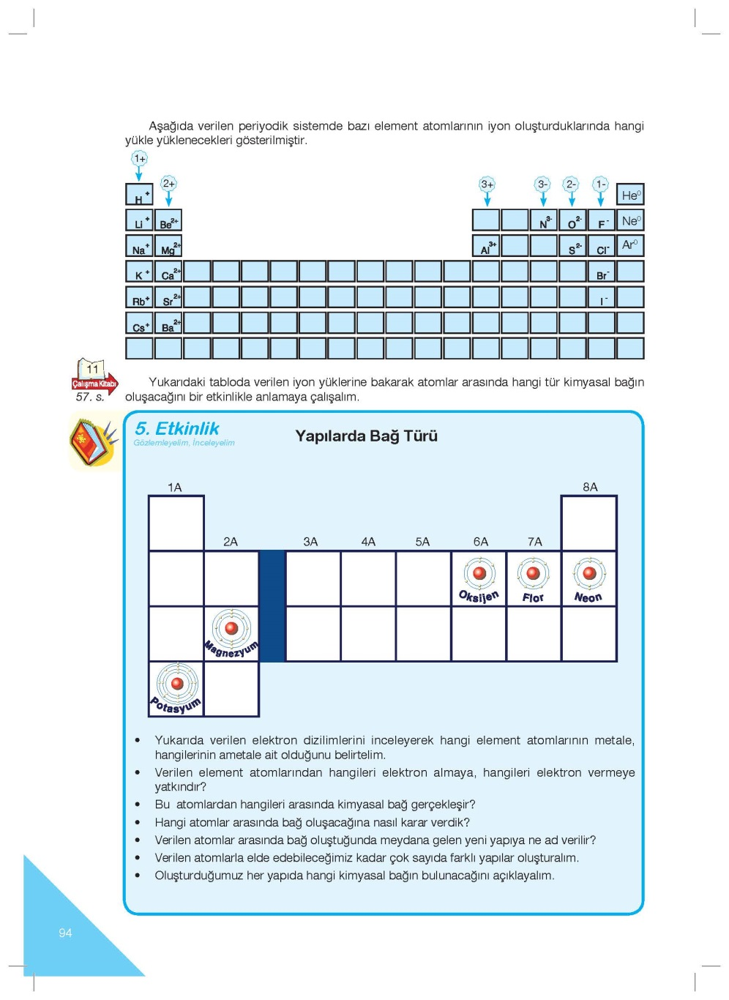 Aşağıda verilen periyodik sistemde bazı element atomlarının iyon oluşturduklarında hangi
yükle yüklenecekleri gösterilmiştir.
1+
2+ 3+ 3- 2- 1-
H⁺ He⁰
Li⁺ Be²⁺ N³⁻ O²⁻ F⁻ Ne⁰
Na⁺ Mg²⁺ Al³⁺ S²⁻ Cl⁻ Ar⁰
K⁺ Ca²⁺ Br⁻
Rb⁺ Sr²⁺ I⁻
Cs⁺ Ba²⁺
11
Çalışma Kitabı
57. s.
Yukarıdaki tabloda verilen iyon yüklerine bakarak atomlar arasında hangi tür kimyasal bağın
oluşacağını bir etkinlikle anlamaya çalışalım.
5. Etkinlik
Gözlemleyelim, İnceleyelim
Yapılarda Bağ Türü
1A 8A
2A 3A 4A 5A 6A 7A
Oksijen Flor Neon
Magnezyum
Potasyum
• Yukarıda verilen elektron dizilimlerini inceleyerek hangi element atomlarının metale,
hangilerinin ametale ait olduğunu belirtelim.
• Verilen element atomlarından hangileri elektron almaya, hangileri elektron vermeye
yatkındır?
• Bu atomlardan hangileri arasında kimyasal bağ gerçekleşir?
• Hangi atomlar arasında bağ oluşacağına nasıl karar verdik?
• Verilen atomlar arasında bağ oluştuğunda meydana gelen yeni yapıya ne ad verilir?
• Verilen atomlarla elde edebileceğimiz kadar çok sayıda farklı yapılar oluşturalım.
• Oluşturduğumuz her yapıda hangi kimyasal bağın bulunacağını açıklayalım.
94